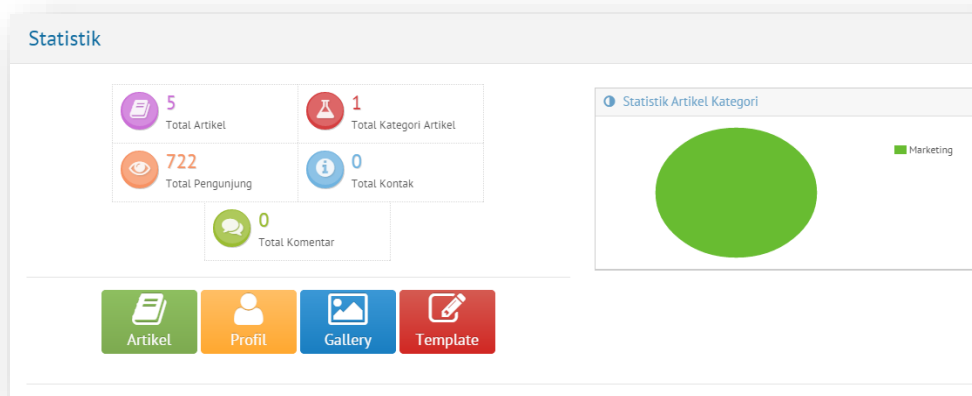 Statistik
5
Total Artikel
1
Total Kategori Artikel
722
Total Pengunjung
0
Total Kontak
0
Total Komentar
Statistik Artikel Kategori
Marketing
Artikel
Profil
Gallery
Template